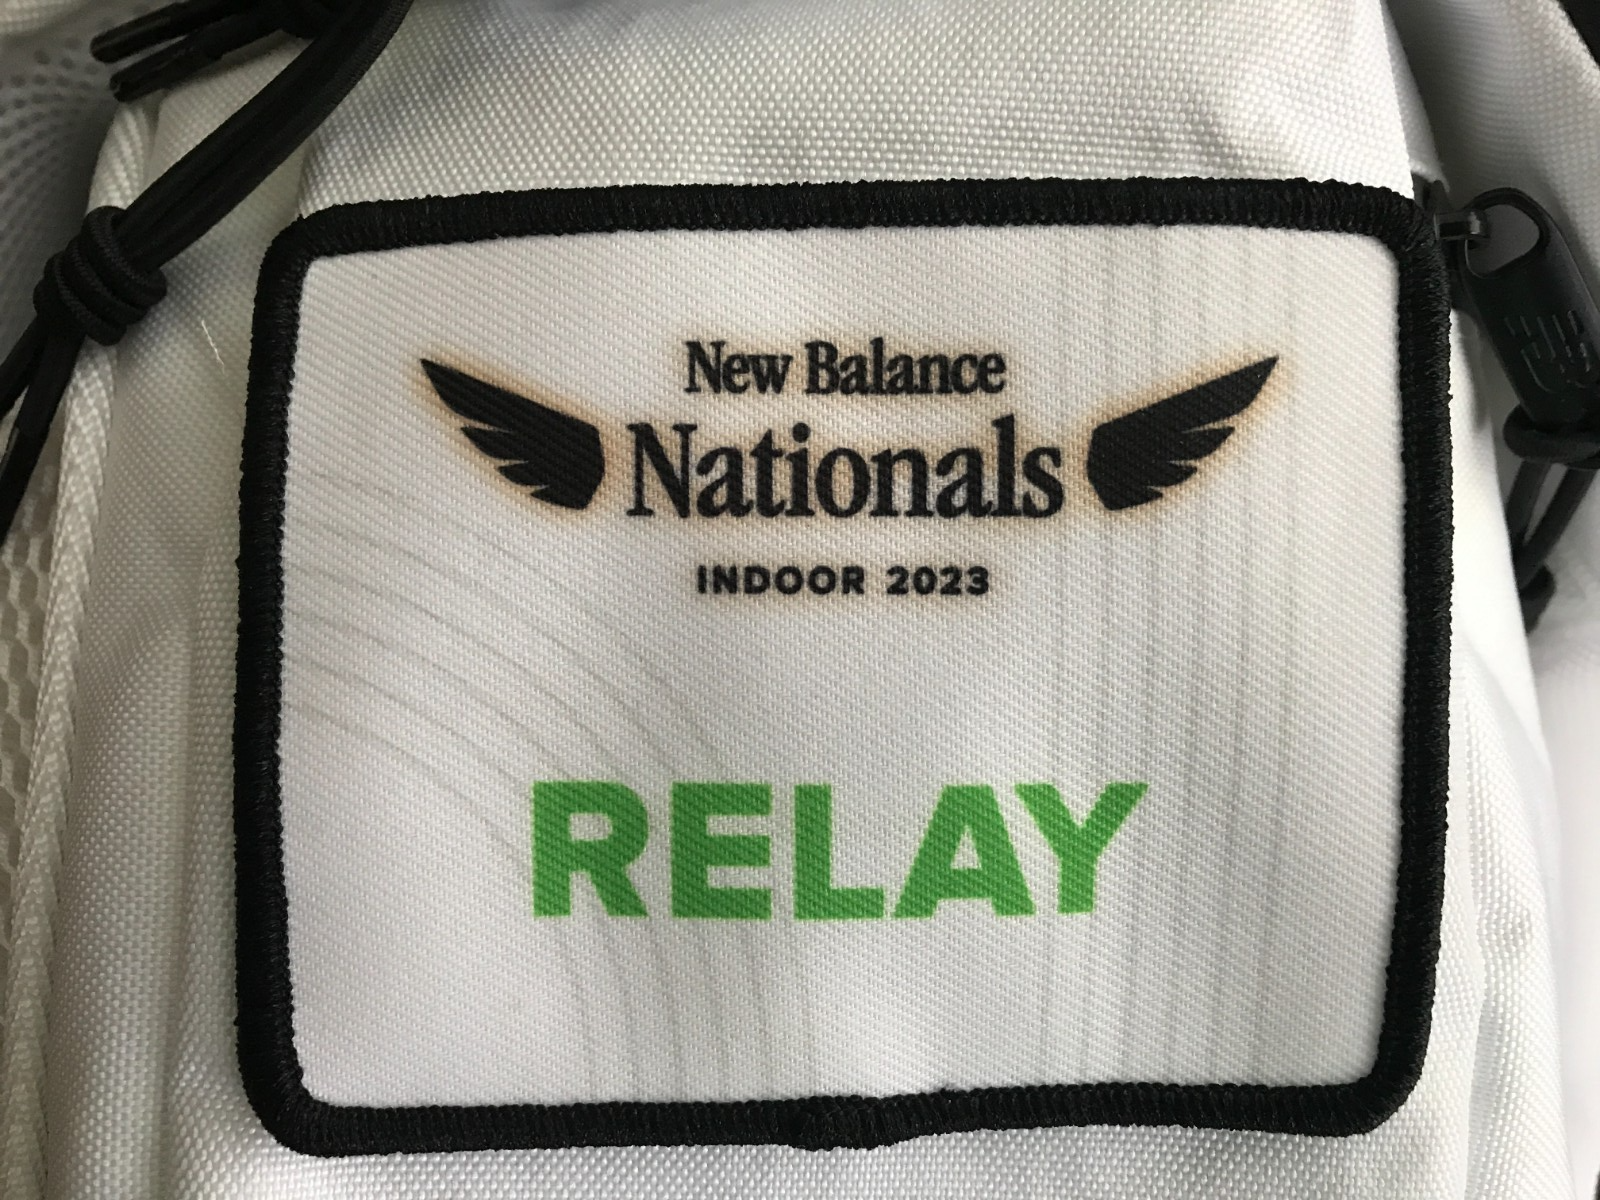 New Balance
Nationals
INDOOR 2023
RELAY